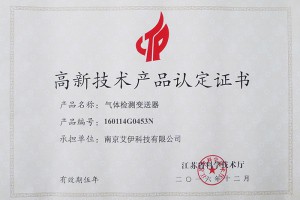 高新技术产品认定证书
产品名称：气体检测变送器
产品编号：160114G0453N
承担单位：南京艾伊科技有限公司
江苏省科学技术厅
有效期伍年
二〇一六年十二月